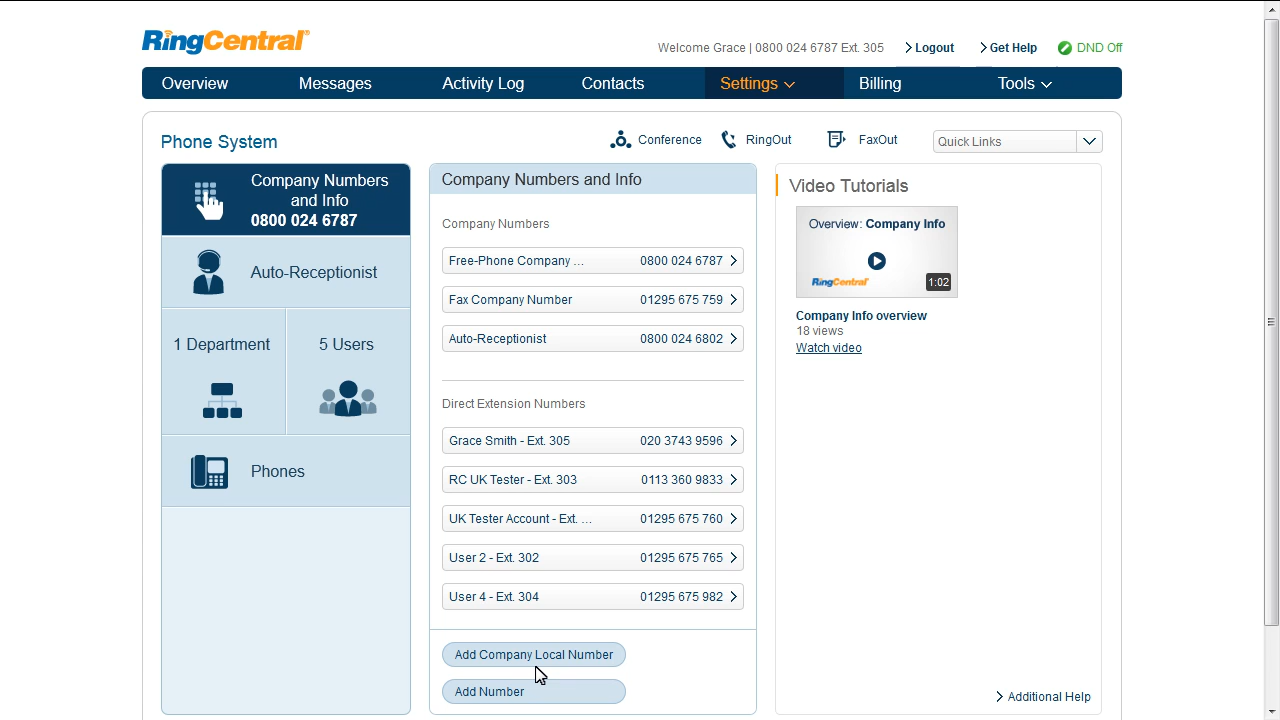 RingCentral
Welcome Grace | 0800 024 6787 Ext. 305
Logout
Get Help
DND Off
Overview
Messages
Activity Log
Contacts
Settings
Billing
Tools
Phone System
Conference
RingOut
FaxOut
Quick Links
Company Numbers
and Info
0800 024 6787
Auto-Receptionist
1 Department
5 Users
Phones
Company Numbers and Info
Company Numbers
Free-Phone Company ... 0800 024 6787
Fax Company Number 01295 675 759
Auto-Receptionist 0800 024 6802
Direct Extension Numbers
Grace Smith - Ext. 305 020 3743 9596
RC UK Tester - Ext. 303 0113 360 9833
UK Tester Account - Ext. ... 01295 675 760
User 2 - Ext. 302 01295 675 765
User 4 - Ext. 304 01295 675 982
Add Company Local Number
Add Number
Video Tutorials
Overview: Company Info
RingCentral
1:02
Company Info overview
18 views
Watch video
Additional Help